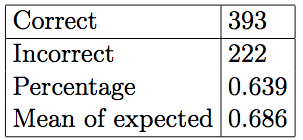 Correct 393
Incorrect 222
Percentage 0.639
Mean of expected 0.686